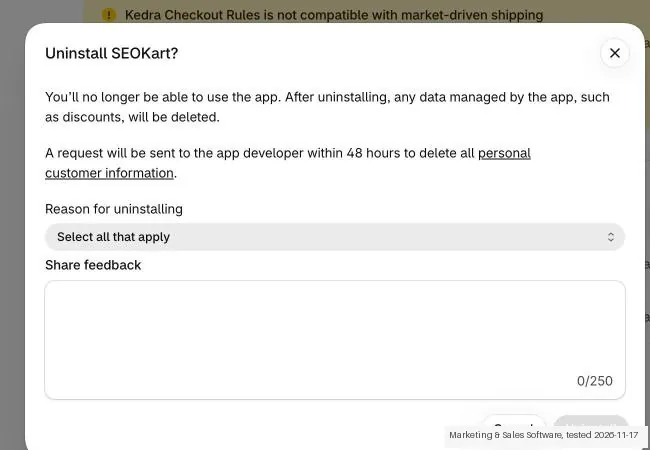 Kedra Checkout Rules is not compatible with market-driven shipping
Uninstall SEOKart?
You’ll no longer be able to use the app. After uninstalling, any data managed by the app, such
as discounts, will be deleted.
A request will be sent to the app developer within 48 hours to delete all personal
customer information.
Reason for uninstalling
Select all that apply
Share feedback
0/250
Marketing & Sales Software, tested 2026-11-17